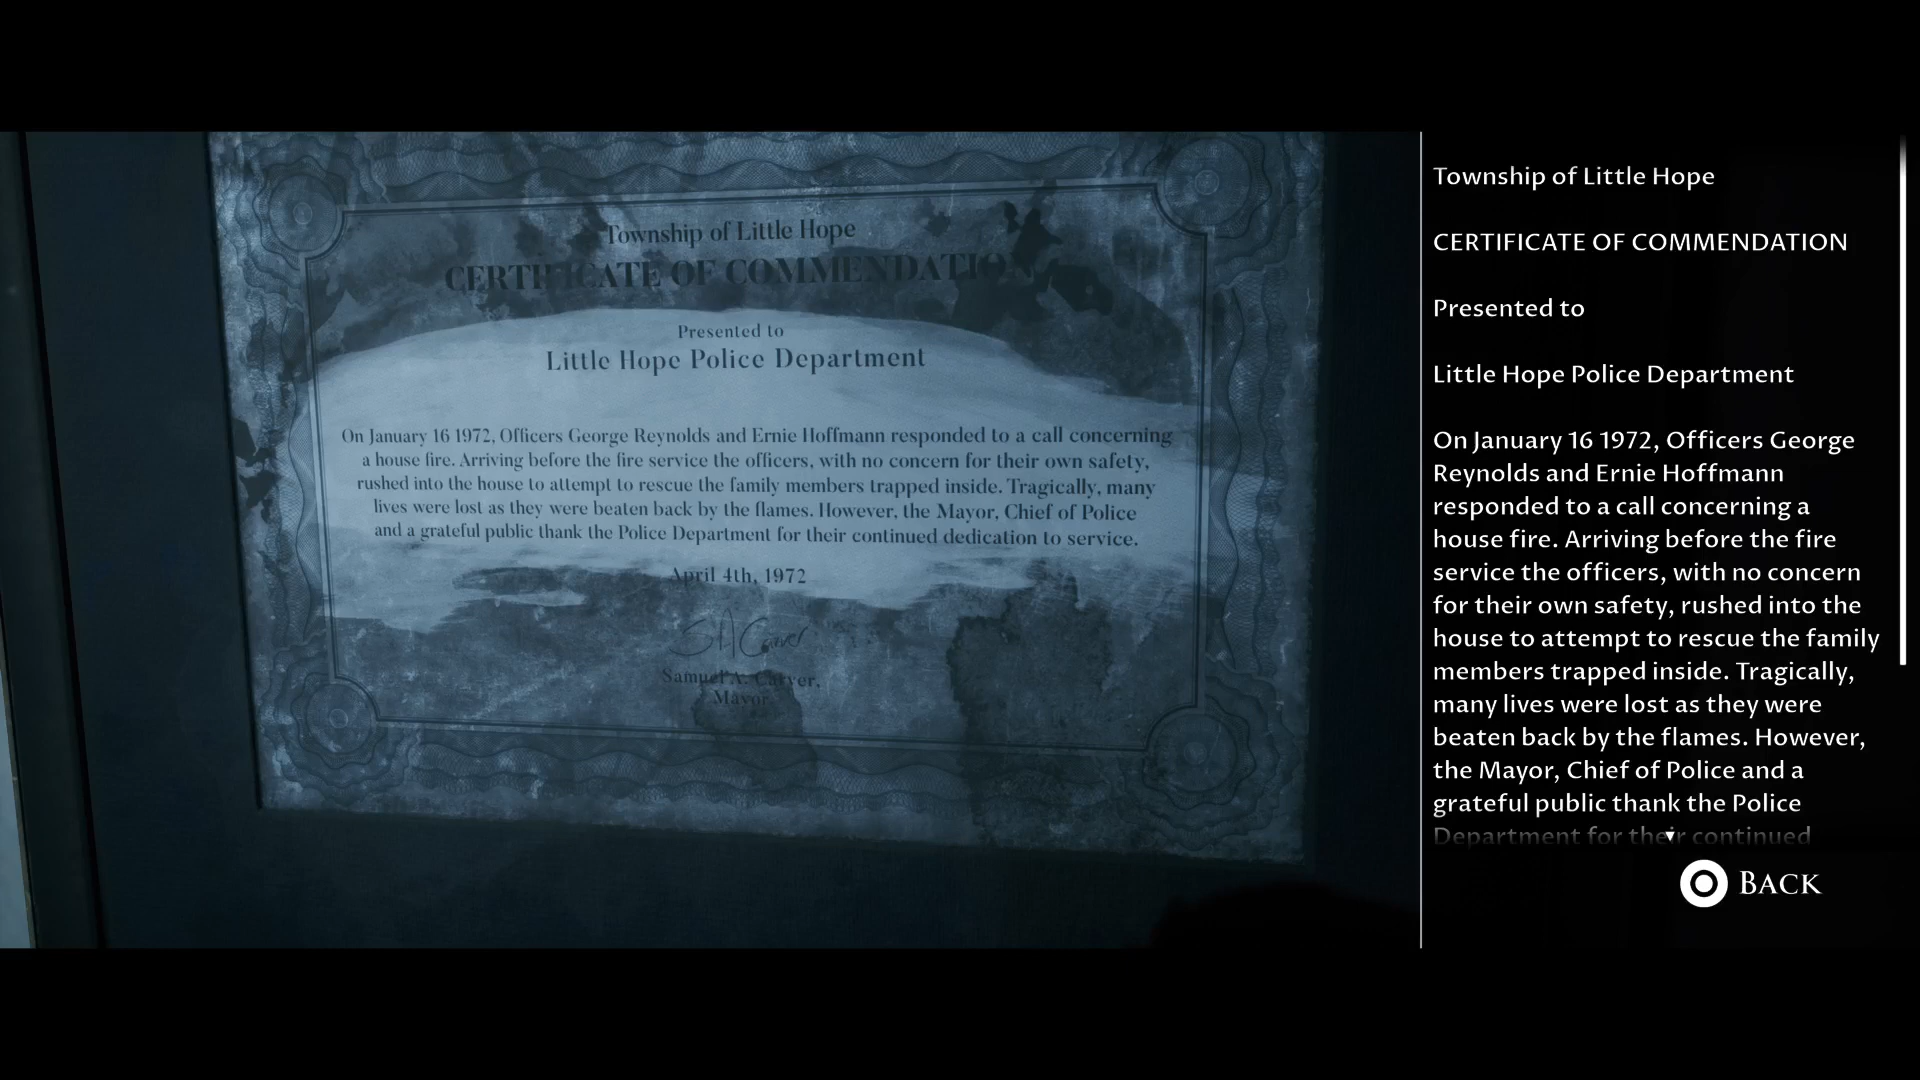 Township of Little Hope
CERTIFICATE OF COMMENDATION
Presented to
Little Hope Police Department
On January 16 1972, Officers George Reynolds and Ernie Hoffmann responded to a call concerning
a house fire. Arriving before the fire service the officers, with no concern for their own safety,
rushed into the house to attempt to rescue the family members trapped inside. Tragically, many
lives were lost as they were beaten back by the flames. However, the Mayor, Chief of Police
and a grateful public thank the Police Department for their continued dedication to service.
April 4th, 1972
SACarver
Samuel A. Carver,
Mayor
Township of Little Hope
CERTIFICATE OF COMMENDATION
Presented to
Little Hope Police Department
On January 16 1972, Officers George
Reynolds and Ernie Hoffmann
responded to a call concerning a
house fire. Arriving before the fire
service the officers, with no concern
for their own safety, rushed into the
house to attempt to rescue the family
members trapped inside. Tragically,
many lives were lost as they were
beaten back by the flames. However,
the Mayor, Chief of Police and a
grateful public thank the Police
Department for their continued
BACK